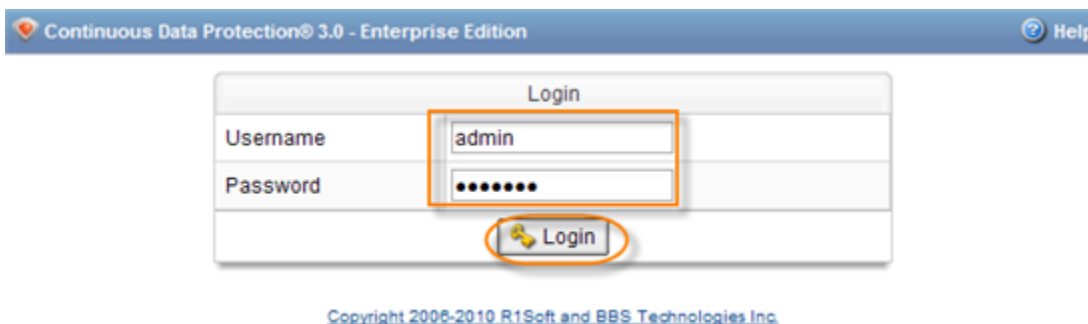 Continuous Data Protection® 3.0 - Enterprise Edition
Help
Login
Username
admin
Password
•••••••
Login
Copyright 2006-2010 R1Soft and BBS Technologies Inc.